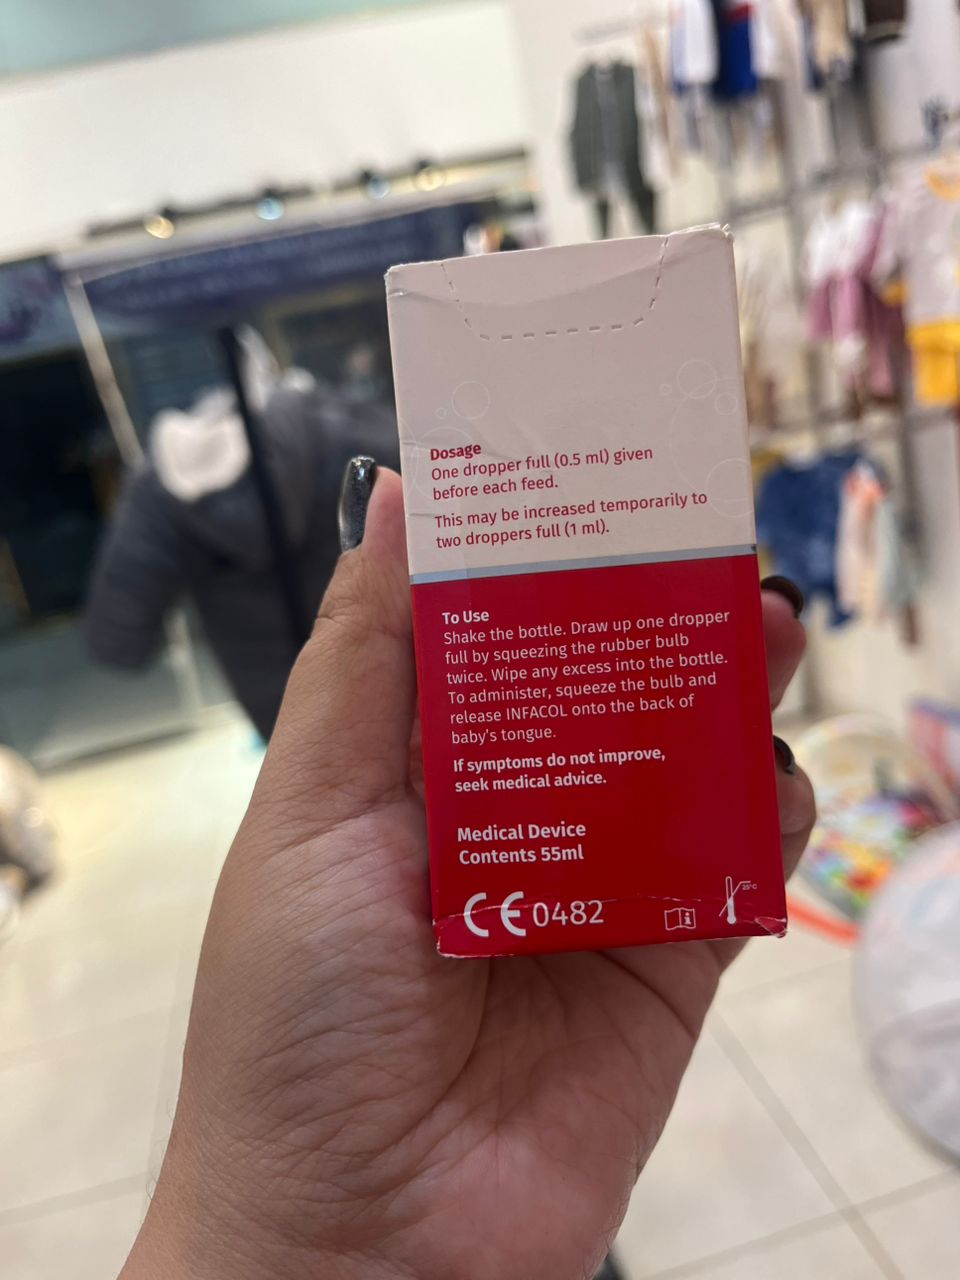 Dosage
One dropper full (0.5 ml) given
before each feed.
This may be increased temporarily to
two droppers full (1 ml).
To Use
Shake the bottle. Draw up one dropper
full by squeezing the rubber bulb
twice. Wipe any excess into the bottle.
To administer, squeeze the bulb and
release INFACOL onto the back of
baby's tongue.
If symptoms do not improve,
seek medical advice.
Medical Device
Contents 55ml
CE 0482
25°C